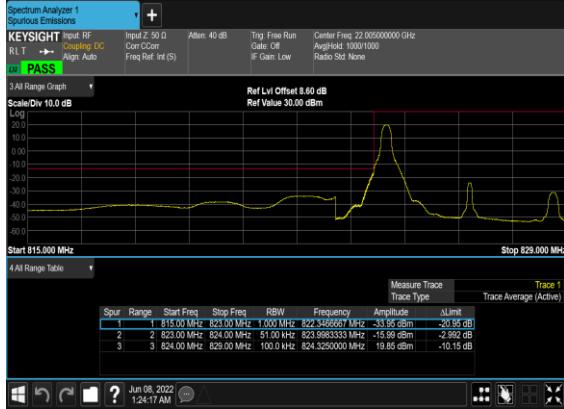 Spectrum Analyzer 1
Spurious Emissions
KEYSIGHT Input: RF Input Z: 50 Ω Atten: 40 dB Trig: Free Run Center Freq: 22.005000000 GHz
RLT Coupling: DC Corr CCorr Gate: Off Avg|Hold: 1000/1000
Align: Auto Freq Ref: Int (S) IF Gain: Low Radio Std: None
PASS
3 All Range Graph
Ref Lvl Offset 8.60 dB
Scale/Div 10.0 dB Ref Value 30.00 dBm
Log
20.0
10.0
0.00
-10.0
-20.0
-30.0
-40.0
-50.0
-60.0
Start 815.000 MHz Stop 829.000 MHz
4 All Range Table
Measure Trace Trace 1
Trace Type Trace Average (Active)
Spur Range Start Freq Stop Freq RBW Frequency Amplitude ΔLimit
1 1 815.00 MHz 823.00 MHz 1.000 MHz 822.3466667 MHz -33.95 dBm -20.95 dB
2 2 823.00 MHz 824.00 MHz 51.00 kHz 823.9983333 MHz -15.99 dBm -2.992 dB
3 3 824.00 MHz 829.00 MHz 100.0 kHz 824.3250000 MHz 19.85 dBm -10.15 dB
Jun 08, 2022
1:24:17 AM